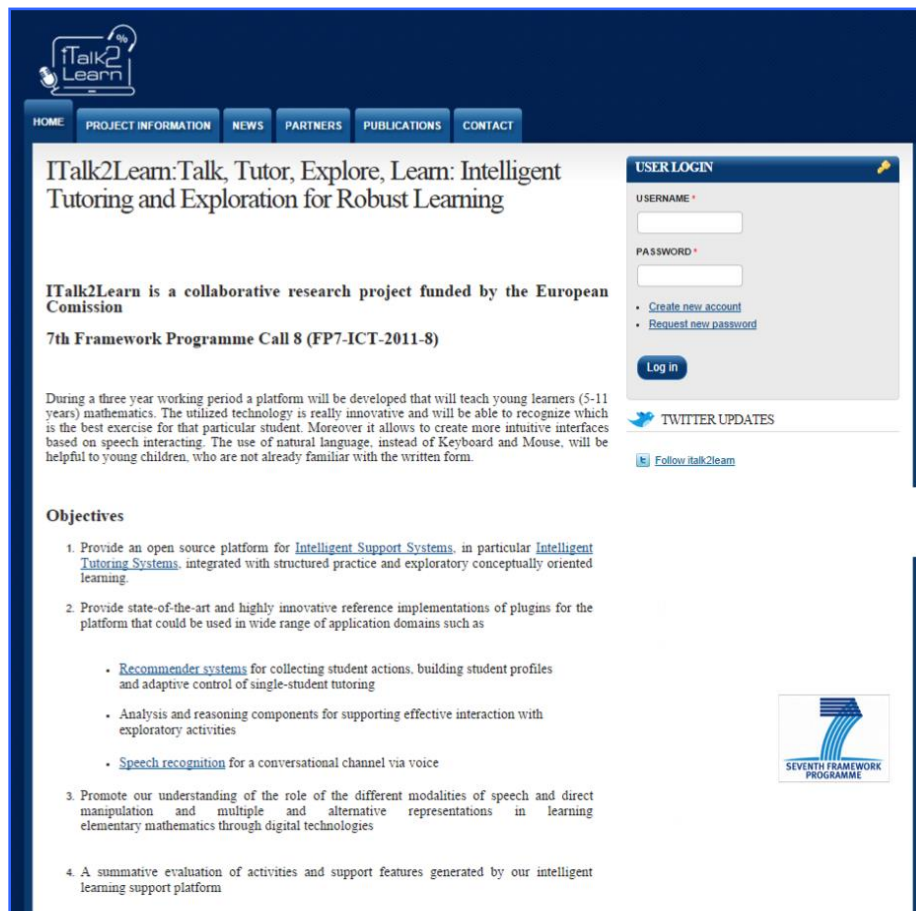 iTalk2
Learn
HOME
PROJECT INFORMATION
NEWS
PARTNERS
PUBLICATIONS
CONTACT
ITalk2Learn:Talk, Tutor, Explore, Learn: Intelligent
Tutoring and Exploration for Robust Learning
ITalk2Learn is a collaborative research project funded by the European
Comission
7th Framework Programme Call 8 (FP7-ICT-2011-8)
During a three year working period a platform will be developed that will teach young learners (5-11
years) mathematics. The utilized technology is really innovative and will be able to recognize which
is the best exercise for that particular student. Moreover it allows to create more intuitive interfaces
based on speech interacting. The use of natural language, instead of Keyboard and Mouse, will be
helpful to young children, who are not already familiar with the written form.
Objectives
1. Provide an open source platform for Intelligent Support Systems, in particular Intelligent
Tutoring Systems, integrated with structured practice and exploratory conceptually oriented
learning.
2. Provide state-of-the-art and highly innovative reference implementations of plugins for the
platform that could be used in wide range of application domains such as
• Recommender systems for collecting student actions, building student profiles
and adaptive control of single-student tutoring
• Analysis and reasoning components for supporting effective interaction with
exploratory activities
• Speech recognition for a conversational channel via voice
3. Promote our understanding of the role of the different modalities of speech and direct
manipulation and multiple and alternative representations in learning
elementary mathematics through digital technologies
4. A summative evaluation of activities and support features generated by our intelligent
learning support platform
USER LOGIN
USERNAME *
PASSWORD *
• Create new account
• Request new password
Log in
TWITTER UPDATES
t Follow italk2learn
7
SEVENTH FRAMEWORK
PROGRAMME